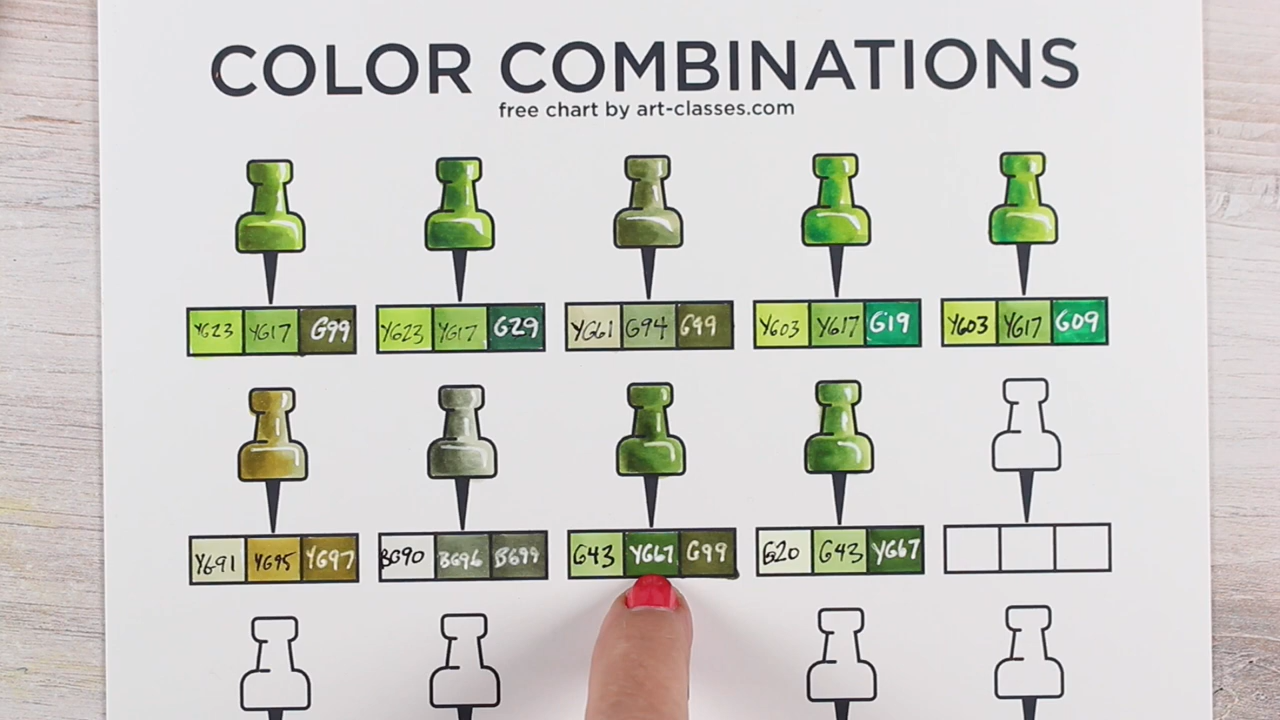 COLOR COMBINATIONS
free chart by art-classes.com
YG23 YG17 G99 YG23 YG17 G29 YG61 G94 G99 YG03 YG17 G19 YG03 YG17 G09
YG91 YG95 YG97 BG90 BG96 BG99 G43 YG67 G99 G20 G43 YG67